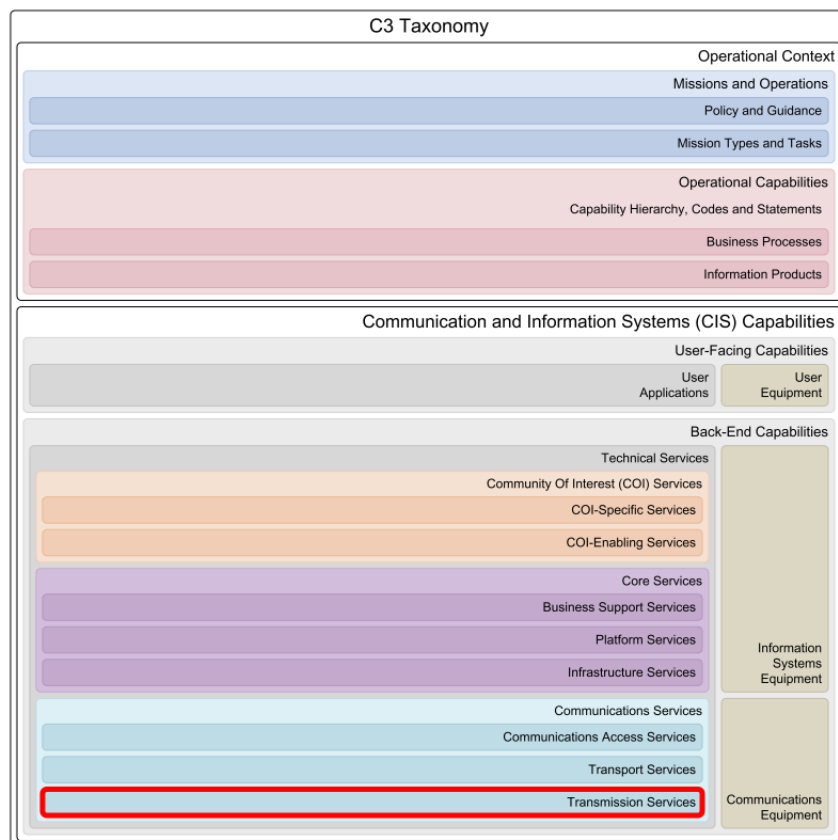 C3 Taxonomy
Operational Context
Missions and Operations
Policy and Guidance
Mission Types and Tasks
Operational Capabilities
Capability Hierarchy, Codes and Statements
Business Processes
Information Products
Communication and Information Systems (CIS) Capabilities
User-Facing Capabilities
User
Applications
User
Equipment
Back-End Capabilities
Technical Services
Community Of Interest (COI) Services
COI-Specific Services
COI-Enabling Services
Core Services
Business Support Services
Platform Services
Infrastructure Services
Information
Systems
Equipment
Communications Services
Communications Access Services
Transport Services
Transmission Services
Communications
Equipment